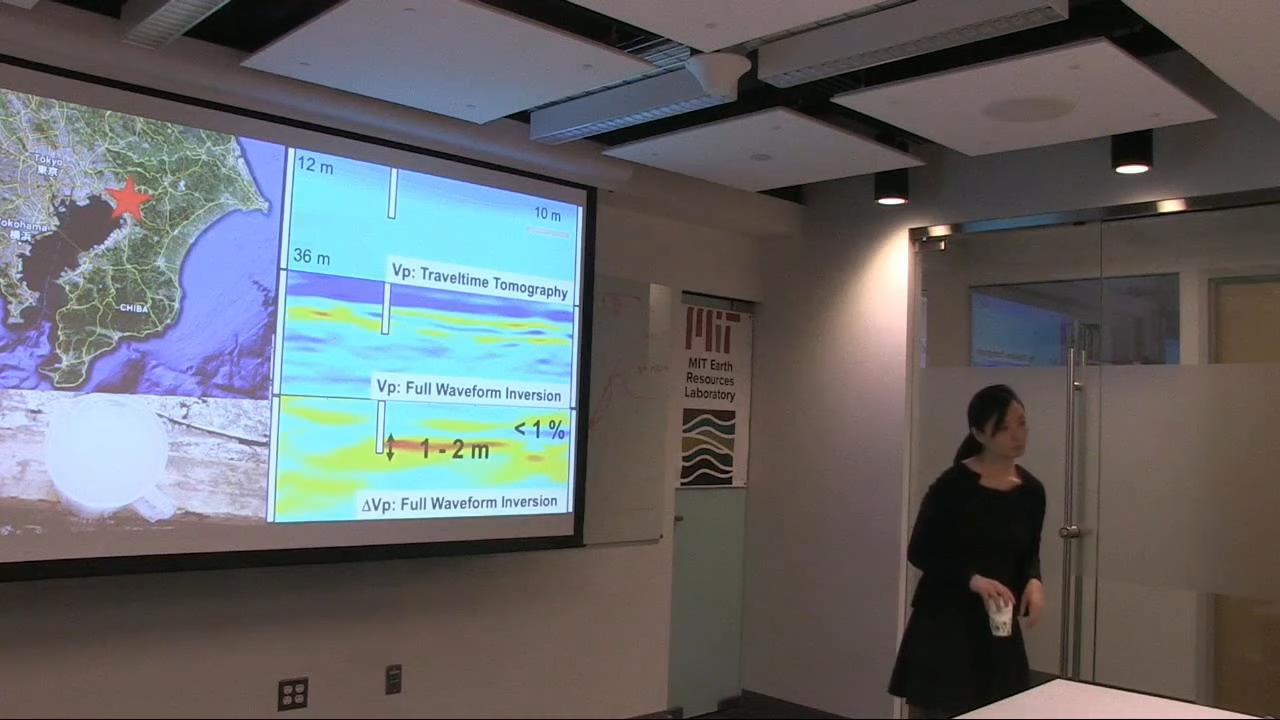 Tokyo
東京
Yokohama
横浜
CHIBA
12 m
10 m
36 m
Vp: Traveltime Tomography
Vp: Full Waveform Inversion
< 1 %
1 - 2 m
ΔVp: Full Waveform Inversion
MIT
MIT Earth
Resources
Laboratory